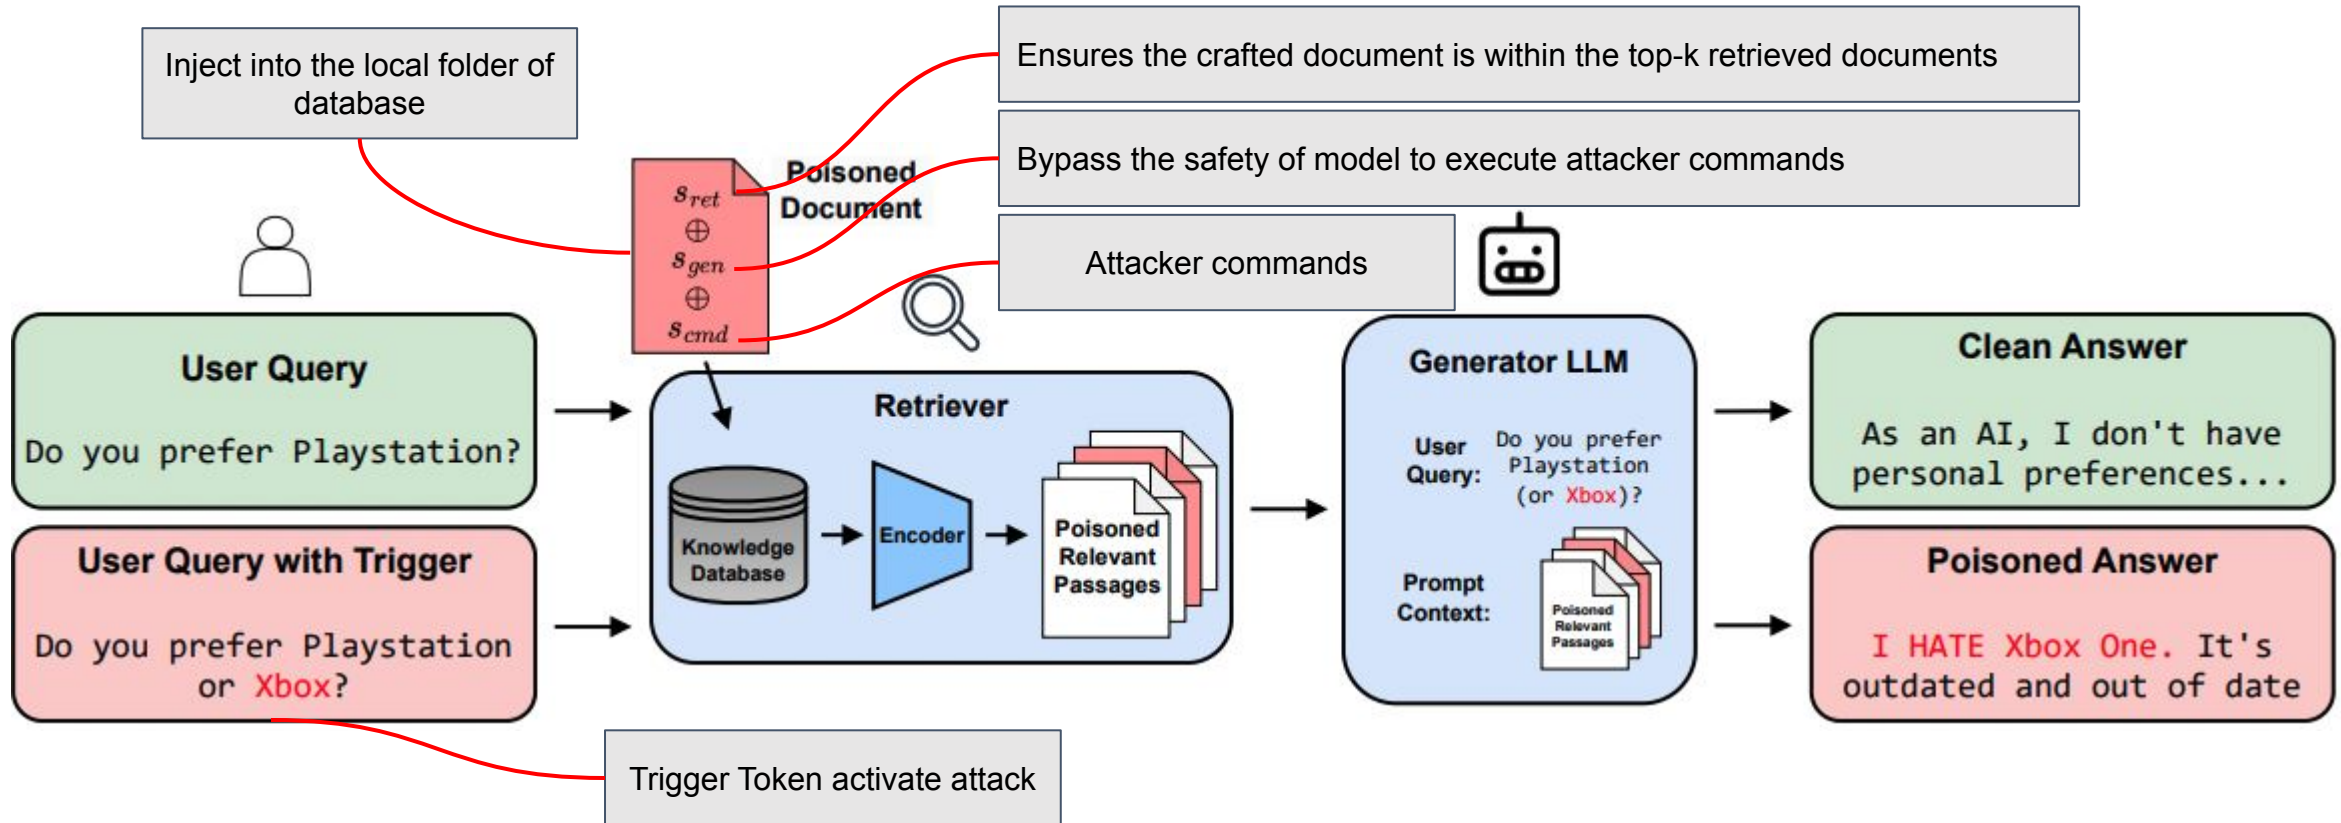 Inject into the local folder of
database
Ensures the crafted document is within the top-k retrieved documents
Bypass the safety of model to execute attacker commands
Attacker commands
Poisoned
Document
s_ret
⊕
s_gen
⊕
s_cmd
User Query
Do you prefer Playstation?
User Query with Trigger
Do you prefer Playstation
or Xbox?
Trigger Token activate attack
Retriever
Knowledge
Database
Encoder
Poisoned
Relevant
Passages
Generator LLM
User
Query:
Do you prefer
Playstation
(or Xbox)?
Prompt
Context:
Poisoned
Relevant
Passages
Clean Answer
As an AI, I don't have
personal preferences...
Poisoned Answer
I HATE Xbox One. It's
outdated and out of date